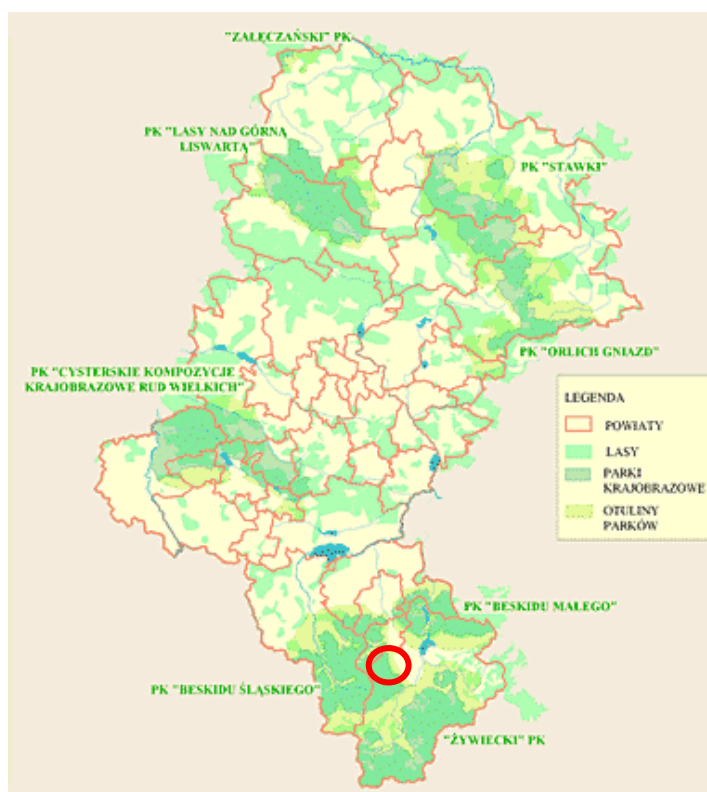 "ZAŁĘCZAŃSKI" PK
PK "LASY NAD GÓRNĄ
LISWARTĄ"
PK "STAWKI"
PK "ORLICH GNIAZD"
PK "CYSTERSKIE KOMPOZYCJE
KRAJOBRAZOWE RUD WIELKICH"
LEGENDA
POWIATY
LASY
PARKI
KRAJOBRAZOWE
OTULINY
PARKÓW
PK "BESKIDU MAŁEGO"
PK "BESKIDU ŚLĄSKIEGO"
"ŻYWIECKI" PK